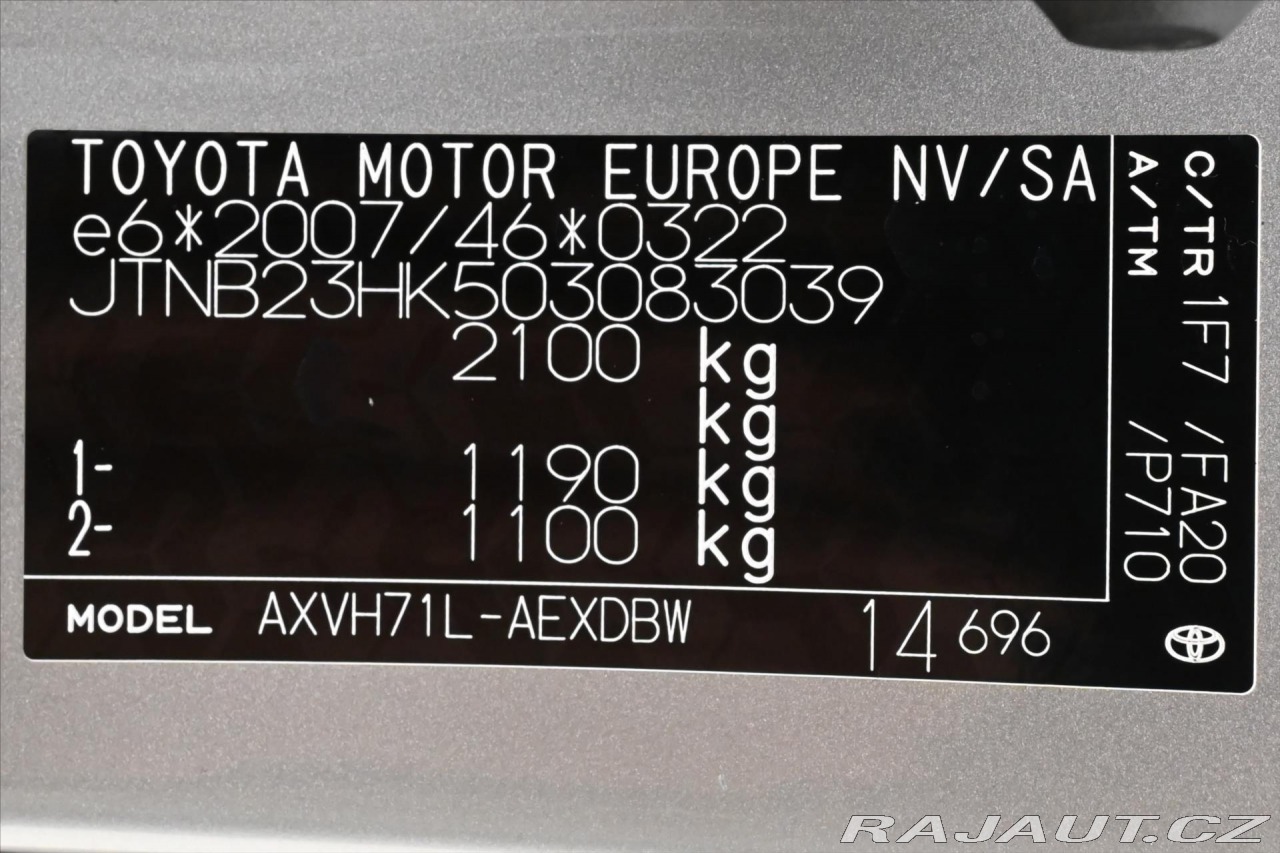 TOYOTA MOTOR EUROPE NV/SA
e6*2007/46*0322
JTNB23HK503083039
2100 kg
kg
1- 1190 kg
2- 1100 kg
MODEL AXVH71L-AEXDBW 14 696
C/TR 1F7 /FA20
A/TM /P710
RAJAUT.CZ